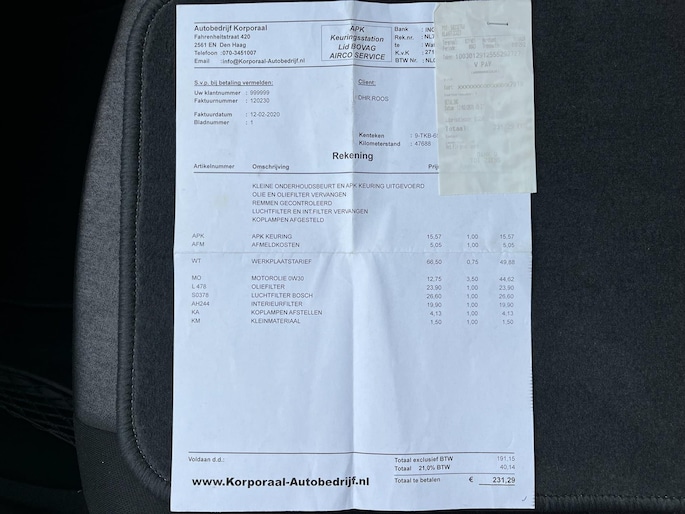 Autobedrijf Korporaal
Fahrenheitstraat 420
2561 EN Den Haag
Telefoon :070-3451007
Email :info@Korporaal-Autobedrijf.nl
APK
Keuringsstation
Lid BOVAG
AIRCO SERVICE
Bank
Rek.nr.
te
K.v.K
BTW Nr.
S.v.p. bij betaling vermelden:
Uw klantnummer : 999999
Factuurnummer : 120230
Factuurdatum : 12-02-2020
Bladnummer : 1
Client:
DHR.ROOS
Kenteken : 9-TKB-6
Kilometerstand : 47688
Rekening
Artikelnummer Omschrijving
KLEINE ONDERHOUDSBEURT EN APK KEURING UITGEVOERD
OLIE EN OLIEFILTER VERVANGEN
REMMEN GECONTROLEERD
LUCHTFILTER EN INT.FILTER VERVANGEN
KOPLAMPEN AFGESTELD
APK APK KEURING 15,57 1,00 15,57
AFM AFMELDKOSTEN 5,05 1,00 5,05
WT WERKPLAATSTARIEF 66,50 0,75 49,88
MO MOTOROLIE 0W30 12,75 3,50 44,62
L 478 OLIEFILTER 23,90 1,00 23,90
S0378 LUCHTFILTER BOSCH 26,60 1,00 26,60
AH244 INTERIEURFILTER 19,90 1,00 19,90
KA KOPLAMPEN AFSTELLEN 4,13 1,00 4,13
KM KLEINMATERIAAL 1,50 1,00 1,50
Voldaan d.d.:
Totaal exclusief BTW 191,15
Totaal 21,0% BTW 40,14
Totaal te betalen € 231,29
www.Korporaal-Autobedrijf.nl